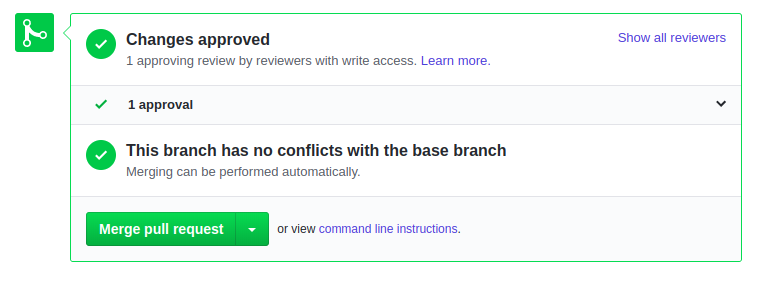 Changes approved
Show all reviewers
1 approving review by reviewers with write access. Learn more.
1 approval
This branch has no conflicts with the base branch
Merging can be performed automatically.
Merge pull request
or view command line instructions.